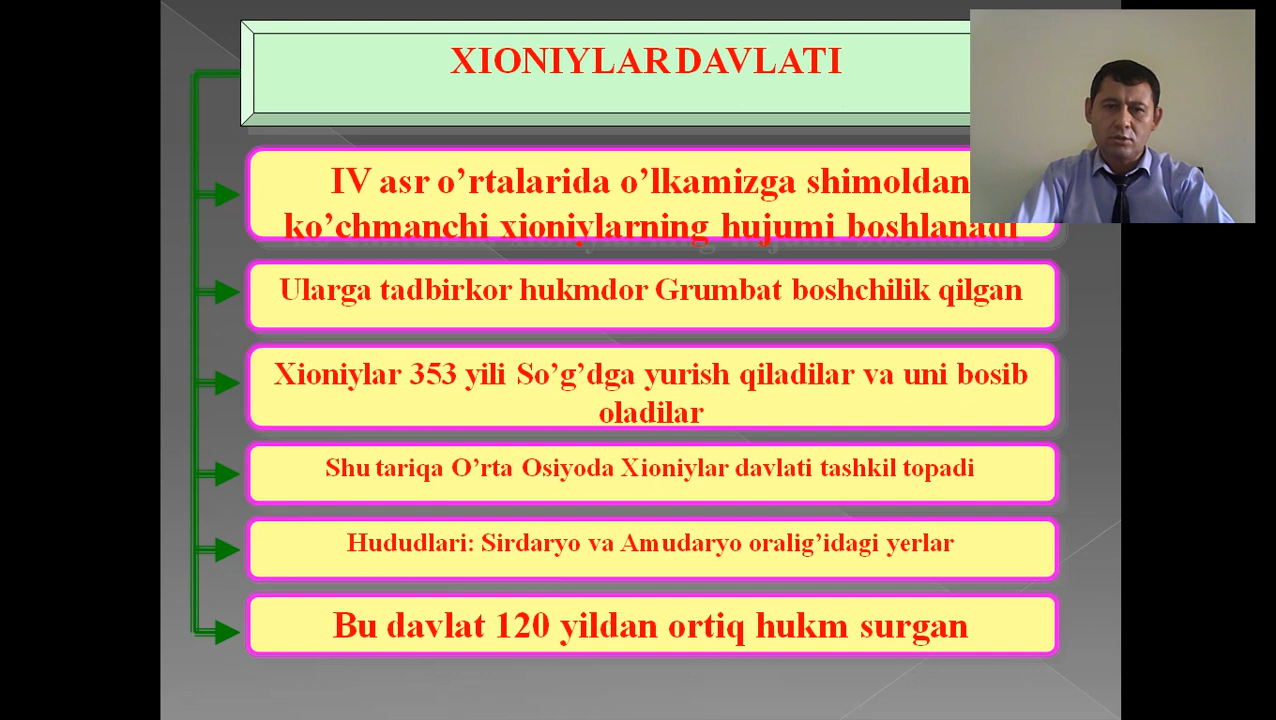 XIONIYLAR DAVLATI
IV asr o’rtalarida o’lkamizga shimoldan
ko’chmanchi xioniylarning hujumi boshlanadi
Ularga tadbirkor hukmdor Grumbat boshchilik qilgan
Xioniylar 353 yili So’g’dga yurish qiladilar va uni bosib
oladilar
Shu tariqa O’rta Osiyoda Xioniylar davlati tashkil topadi
Hududlari: Sirdaryo va Amudaryo oralig’idagi yerlar
Bu davlat 120 yildan ortiq hukm surgan